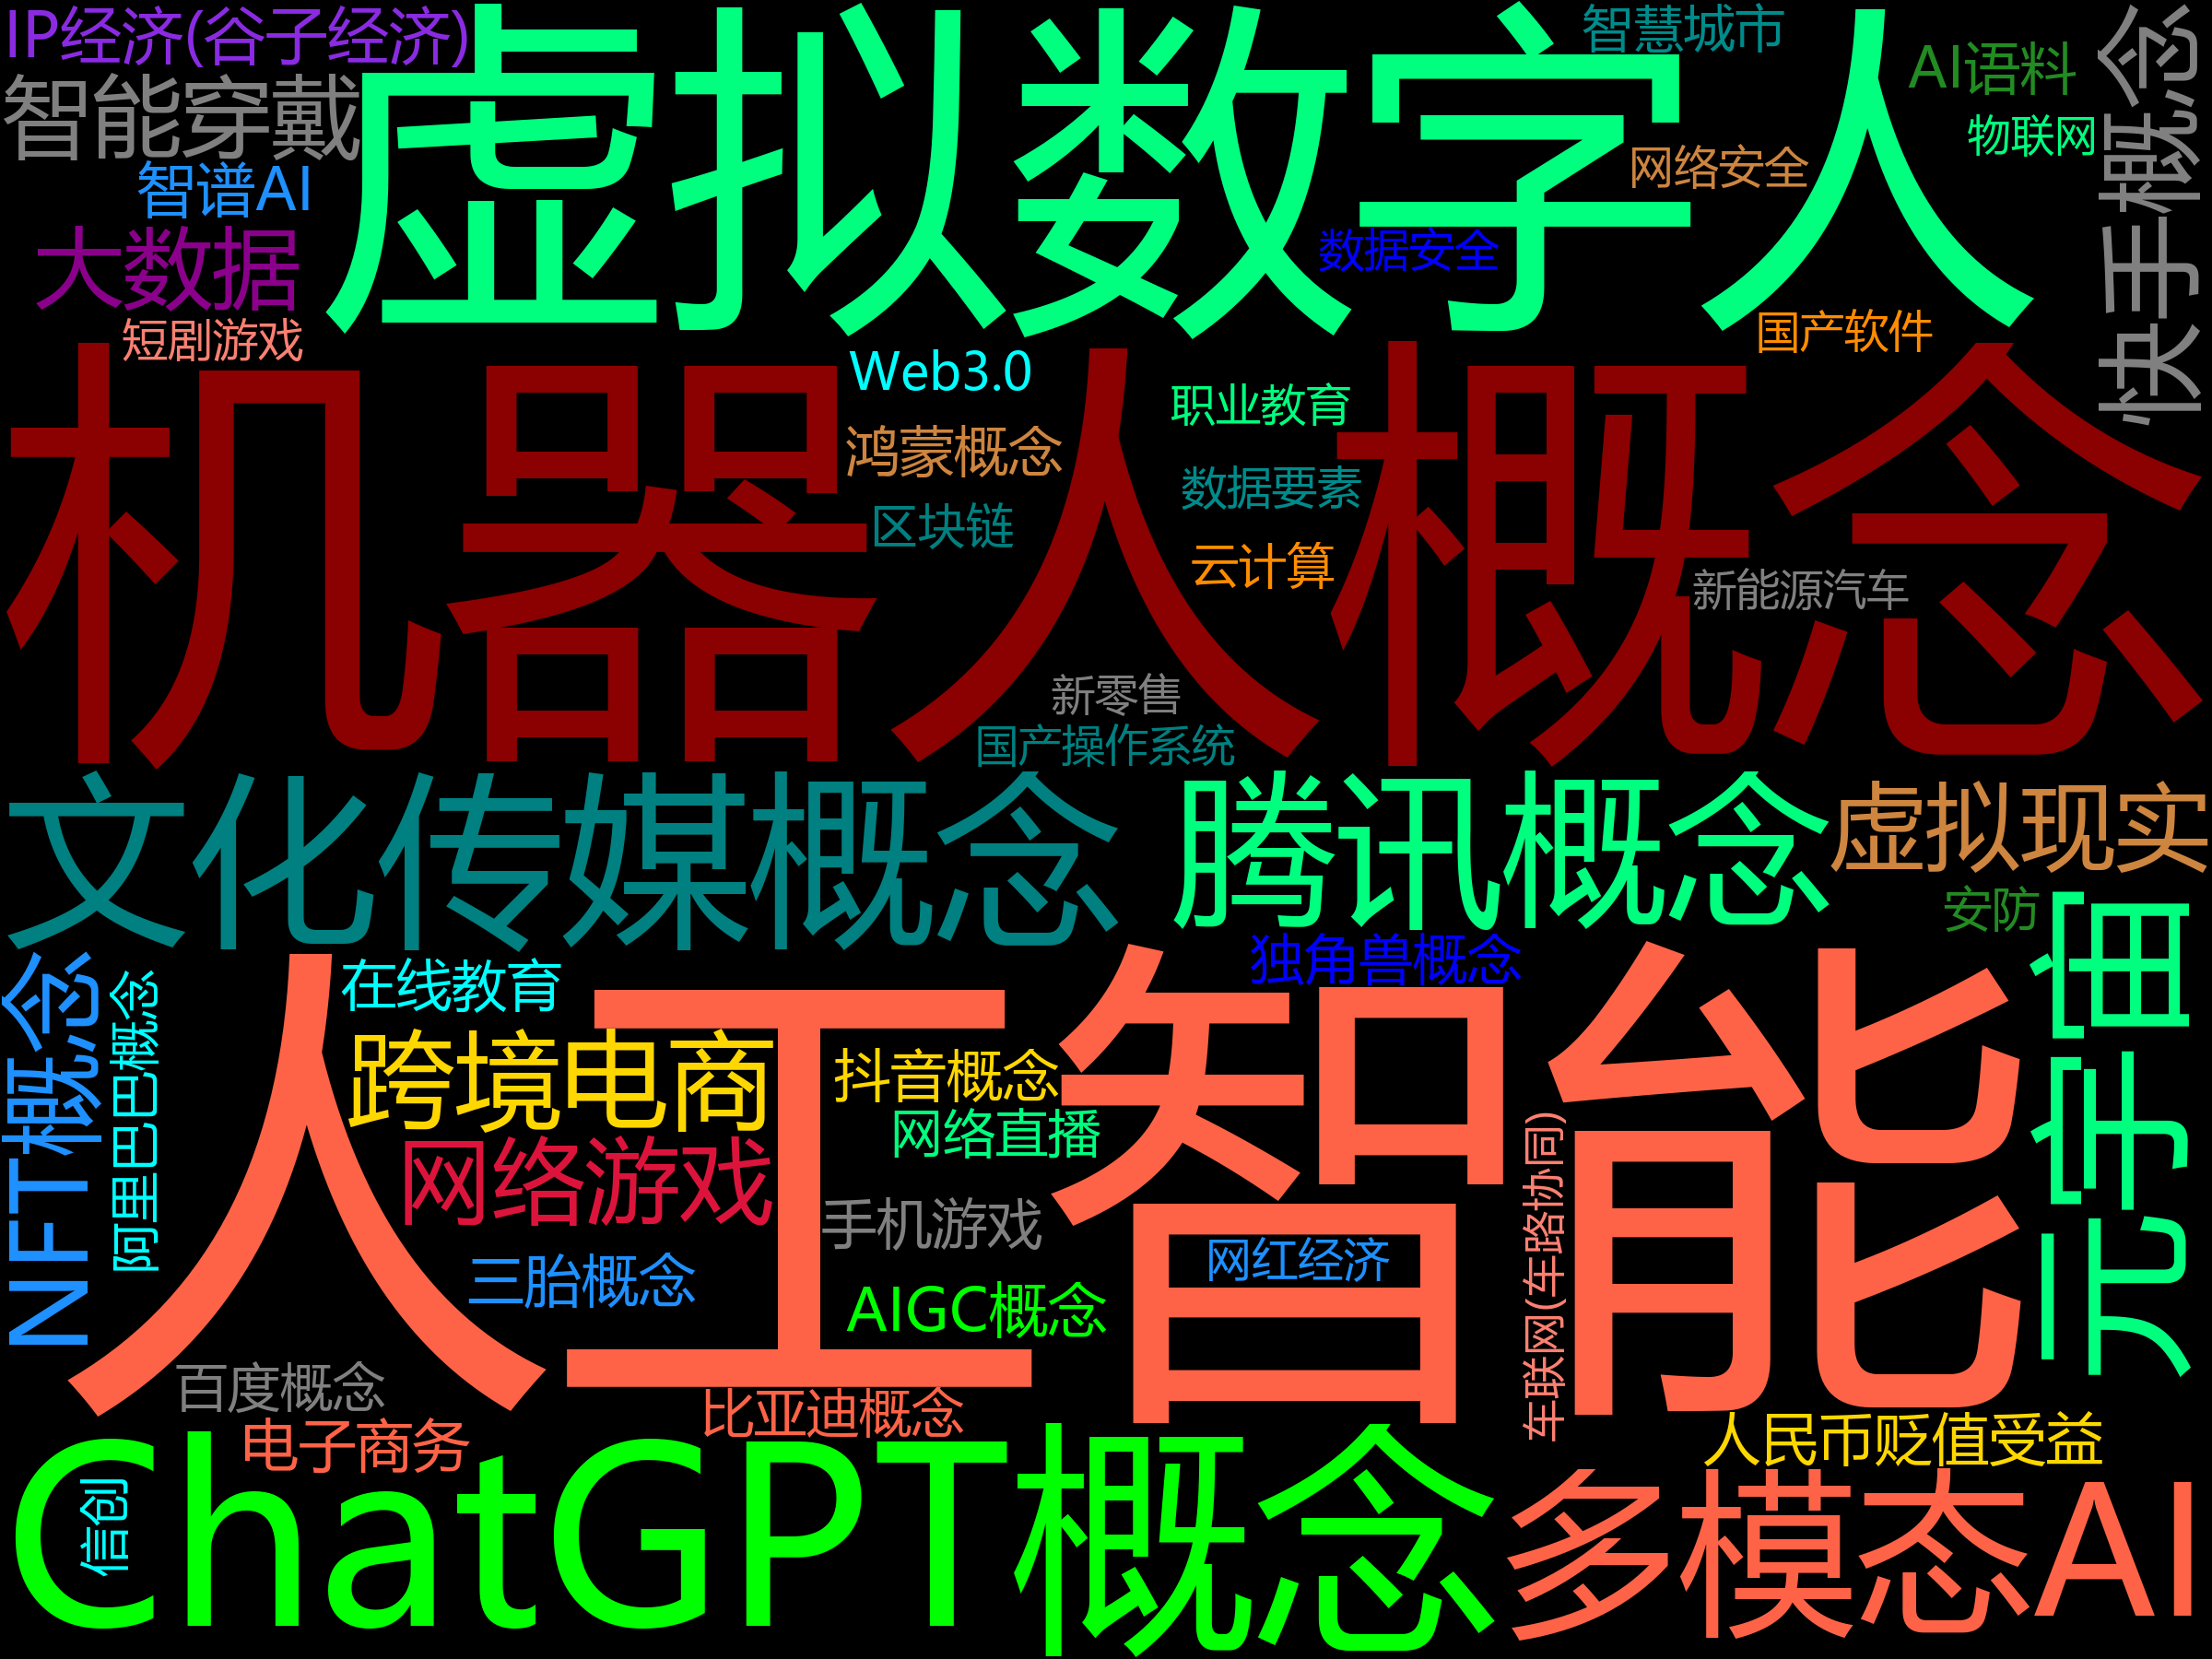 IP经济(谷子经济)
虚拟数字人
智慧城市
AI语料
快手概念
智能穿戴
物联网
网络安全
智谱AI
大数据
数据安全
短剧游戏
国产软件
机器人概念
Web3.0
职业教育
鸿蒙概念
数据要素
区块链
云计算
新能源汽车
新零售
国产操作系统
文化传媒概念
腾讯概念
虚拟现实
安防
元宇宙
独角兽概念
NFT概念
阿里巴巴概念
在线教育
人工智能
跨境电商
抖音概念
网络直播
网络游戏
手机游戏
车联网(车路协同)
网红经济
三胎概念
AIGC概念
百度概念
比亚迪概念
电子商务
人民币贬值受益
信创
ChatGPT概念
多模态AI